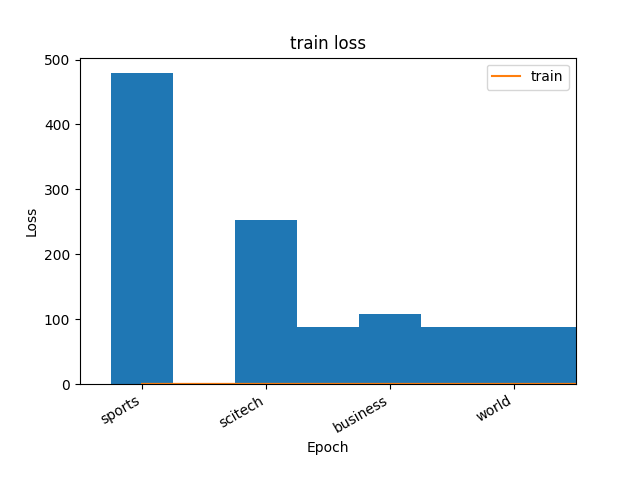 train loss
train
500
400
300
200
100
0
Loss
sports
scitech
business
world
Epoch